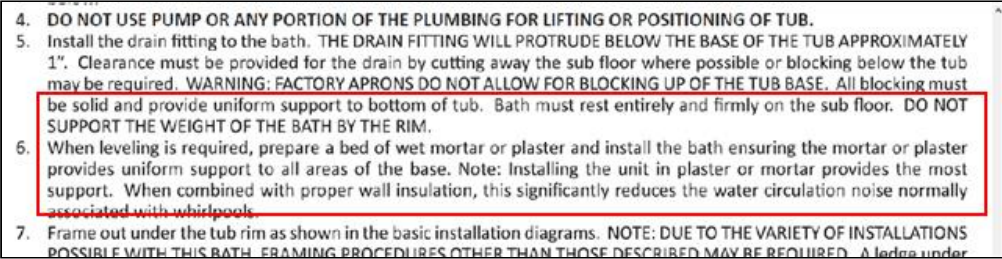 4. DO NOT USE PUMP OR ANY PORTION OF THE PLUMBING FOR LIFTING OR POSITIONING OF TUB.
5. Install the drain fitting to the bath. THE DRAIN FITTING WILL PROTRUDE BELOW THE BASE OF THE TUB APPROXIMATELY
1". Clearance must be provided for the drain by cutting away the sub floor where possible or blocking below the tub
may be required. WARNING: FACTORY APRONS DO NOT ALLOW FOR BLOCKING UP OF THE TUB BASE. All blocking must
be solid and provide uniform support to bottom of tub. Bath must rest entirely and firmly on the sub floor. DO NOT
SUPPORT THE WEIGHT OF THE BATH BY THE RIM.
6. When leveling is required, prepare a bed of wet mortar or plaster and install the bath ensuring the mortar or plaster
provides uniform support to all areas of the base. Note: Installing the unit in plaster or mortar provides the most
support. When combined with proper wall insulation, this significantly reduces the water circulation noise normally
associated with whirlpools.
7. Frame out under the tub rim as shown in the basic installation diagrams. NOTE: DUE TO THE VARIETY OF INSTALLATIONS
POSSIBLE WITH THIS BATH, FRAMING PROCEDURES OTHER THAN THOSE DESCRIBED MAY BE REQUIRED. A ledge under